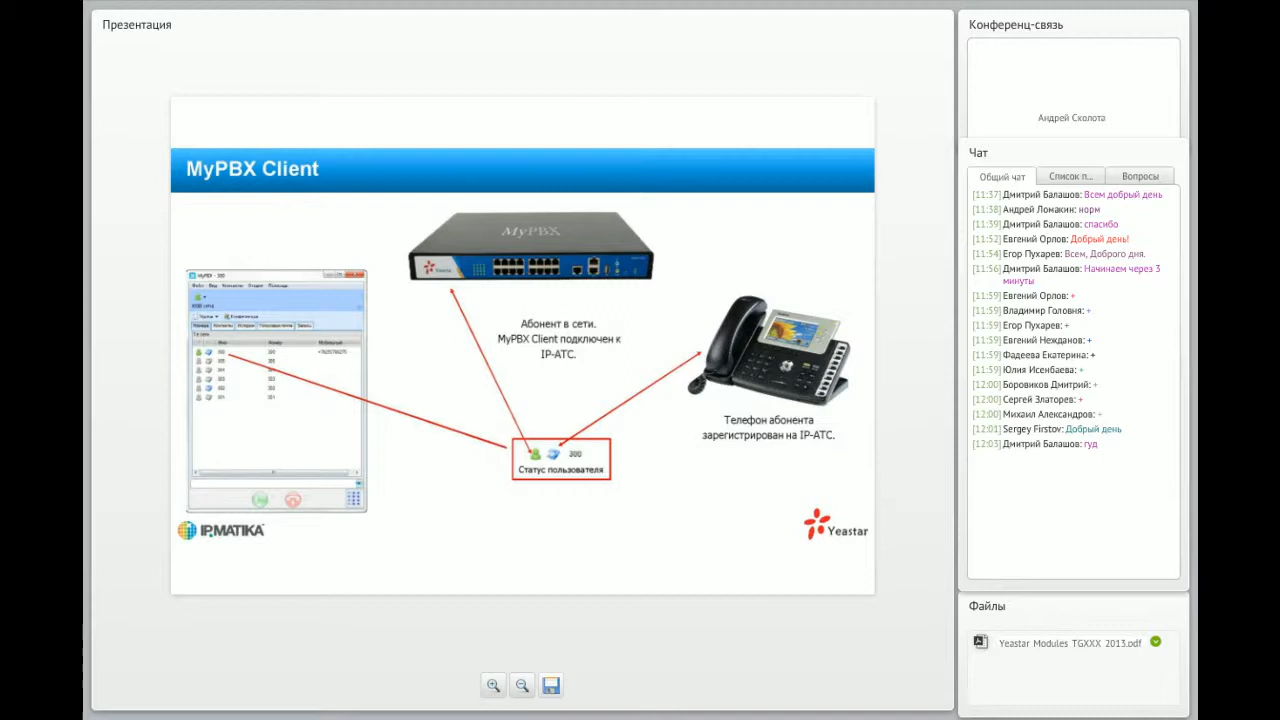 Презентация
MyPBX Client
MyPBX
Yeastar
MyPBX - 300
Абонент в сети.
MyPBX Client подключен к
IP-АТС.
Телефон абонента
зарегистрирован на IP-АТС.
300
Статус пользователя
IPMATIKA
Yeastar
Конференц-связь
Андрей Сколота
Чат
Общий чат
Список п...
Вопросы
[11:37] Дмитрий Балашов: Всем добрый день
[11:38] Андрей Ломакин: норм
[11:39] Дмитрий Балашов: спасибо
[11:52] Евгений Орлов: Добрый день!
[11:54] Егор Пухарев: Всем, Доброго дня.
[11:56] Дмитрий Балашов: Начинаем через 3
минуты
[11:59] Евгений Орлов: +
[11:59] Владимир Головня: +
[11:59] Егор Пухарев: +
[11:59] Евгений Нежданов: +
[11:59] Фадеева Екатерина: +
[11:59] Юлия Исенбаева: +
[12:00] Боровиков Дмитрий: +
[12:00] Сергей Златорев: +
[12:00] Михаил Александров: +
[12:01] Sergey Firstov: Добрый день
[12:03] Дмитрий Балашов: гуд
Файлы
Yeastar Modules TGXXX 2013.pdf